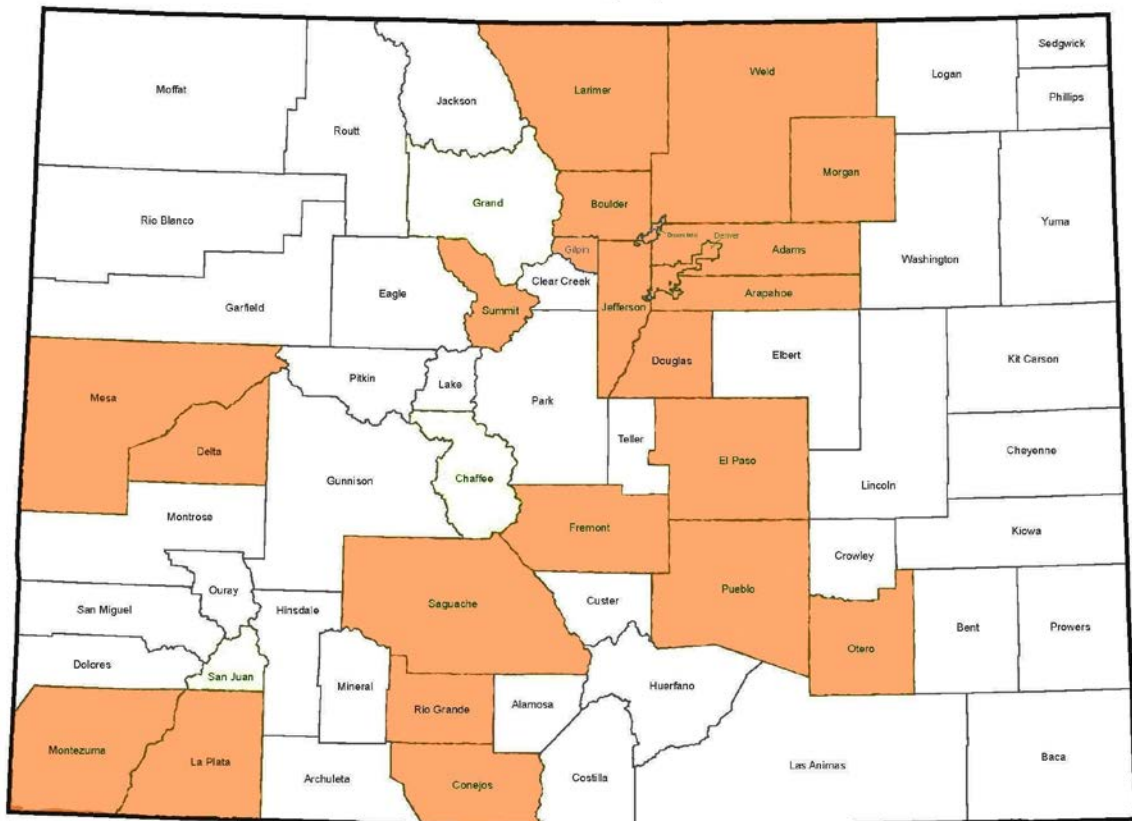 Sedgwick
Weld
Logan
Moffat
Larimer
Phillips
Jackson
Routt
Morgan
Grand
Boulder
Rio Blanco
Yuma
Denver
Gilpin
Adams
Washington
Clear Creek
Eagle
Arapahoe
Garfield
Summit
Jefferson
Elbert
Kit Carson
Douglas
Pitkin
Lake
Mesa
Park
Teller
Delta
El Paso
Cheyenne
Chaffee
Gunnison
Lincoln
Montrose
Fremont
Kiowa
Crowley
Ouray
Pueblo
Saguache
Custer
San Miguel
Hinsdale
Bent
Prowers
Otero
Dolores
San Juan
Mineral
Huerfano
Rio Grande
Alamosa
Montezuma
La Plata
Las Animas
Baca
Archuleta
Conejos
Costilla